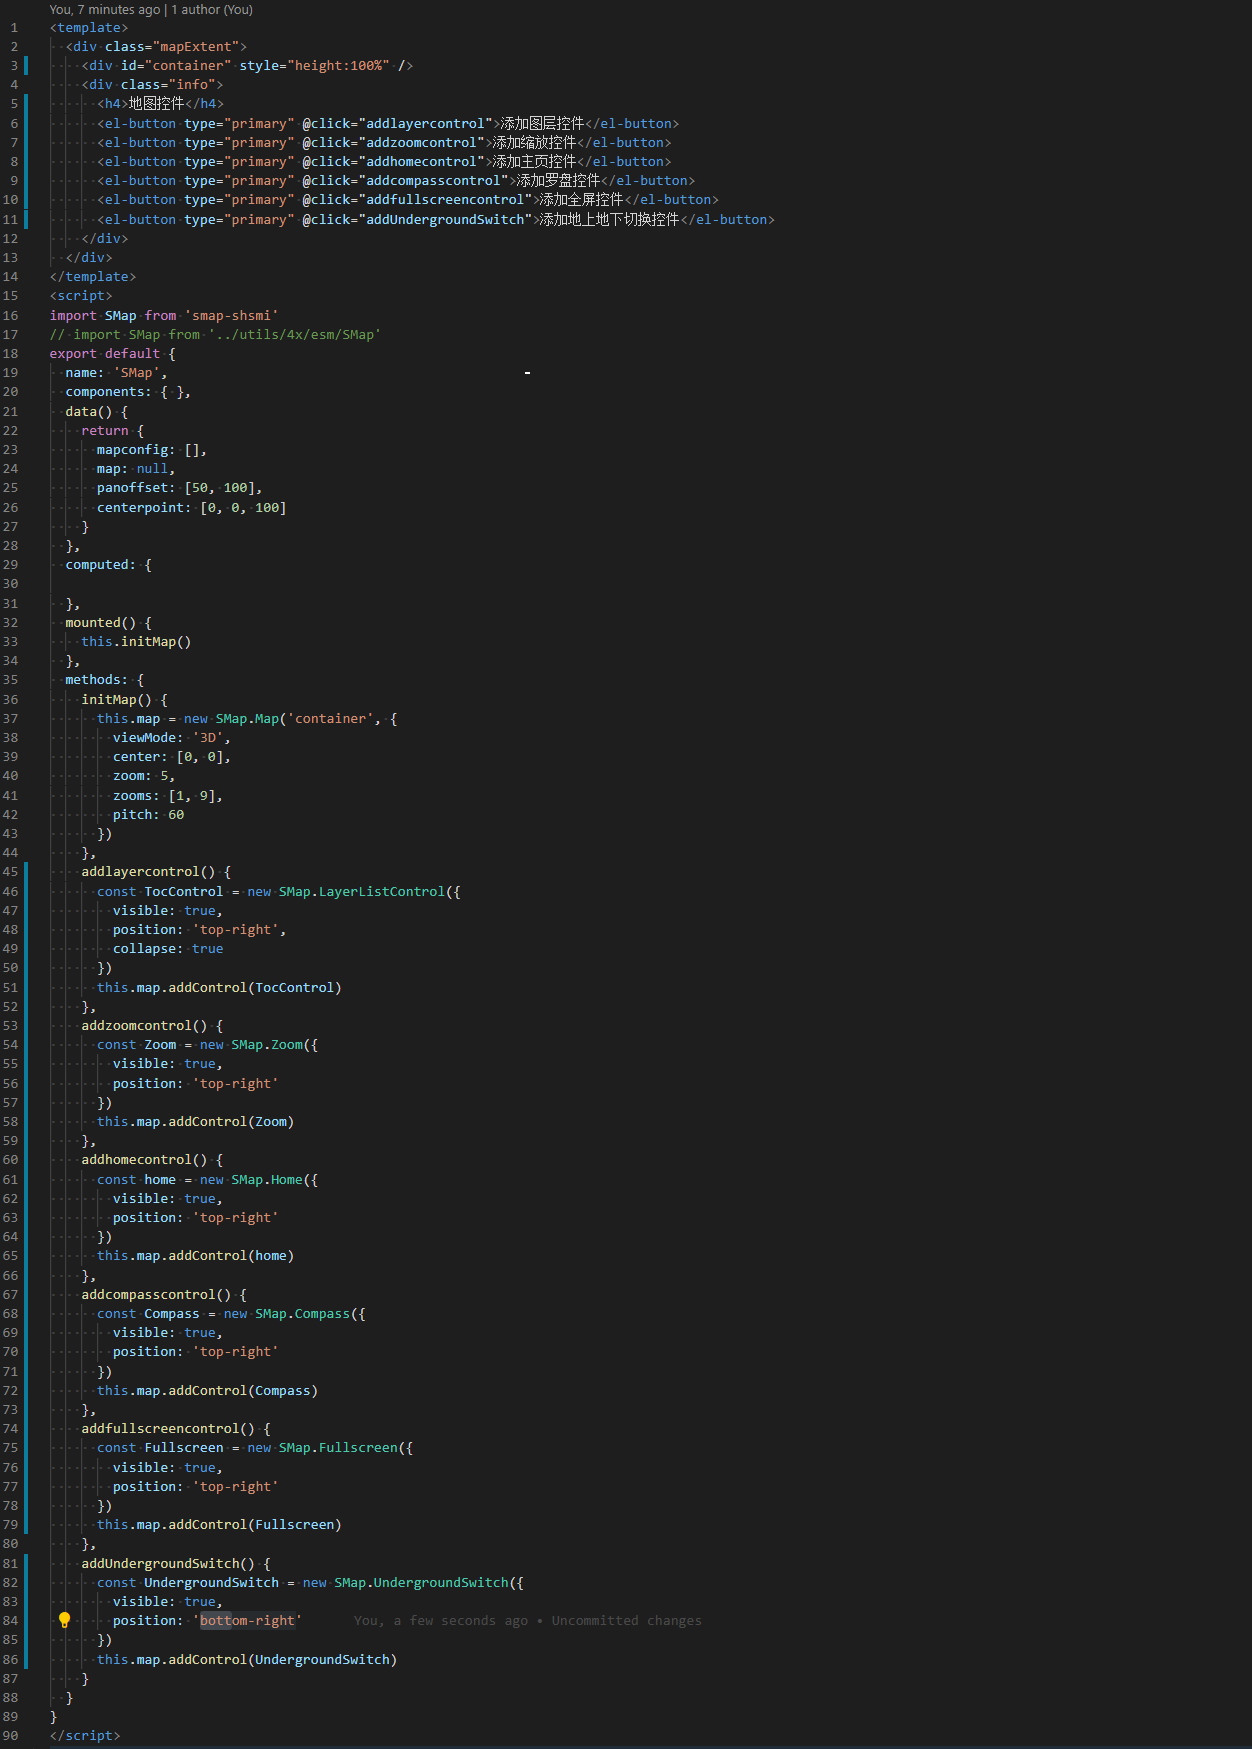 You, 7 minutes ago | 1 author (You)
1 <template>
2   <div class="mapExtent">
3     <div id="container" style="height:100%" />
4     <div class="info">
5       <h4>地图控件</h4>
6       <el-button type="primary" @click="addlayercontrol">添加图层控件</el-button>
7       <el-button type="primary" @click="addzoomcontrol">添加缩放控件</el-button>
8       <el-button type="primary" @click="addhomecontrol">添加主页控件</el-button>
9       <el-button type="primary" @click="addcompasscontrol">添加罗盘控件</el-button>
10       <el-button type="primary" @click="addfullscreencontrol">添加全屏控件</el-button>
11       <el-button type="primary" @click="addUndergroundSwitch">添加地上地下切换控件</el-button>
12     </div>
13   </div>
14 </template>
15 <script>
16 import SMap from 'smap-shsmi'
17 // import SMap from '../utils/4x/esm/SMap'
18 export default {
19   name: 'SMap',
20   components: { },
21   data() {
22     return {
23       mapconfig: [],
24       map: null,
25       panoffset: [50, 100],
26       centerpoint: [0, 0, 100]
27     }
28   },
29   computed: {
30
31   },
32   mounted() {
33     this.initMap()
34   },
35   methods: {
36     initMap() {
37       this.map = new SMap.Map('container', {
38         viewMode: '3D',
39         center: [0, 0],
40         zoom: 5,
41         zooms: [1, 9],
42         pitch: 60
43       })
44     },
45     addlayercontrol() {
46       const TocControl = new SMap.LayerListControl({
47         visible: true,
48         position: 'top-right',
49         collapse: true
50       })
51       this.map.addControl(TocControl)
52     },
53     addzoomcontrol() {
54       const Zoom = new SMap.Zoom({
55         visible: true,
56         position: 'top-right'
57       })
58       this.map.addControl(Zoom)
59     },
60     addhomecontrol() {
61       const home = new SMap.Home({
62         visible: true,
63         position: 'top-right'
64       })
65       this.map.addControl(home)
66     },
67     addcompasscontrol() {
68       const Compass = new SMap.Compass({
69         visible: true,
70         position: 'top-right'
71       })
72       this.map.addControl(Compass)
73     },
74     addfullscreencontrol() {
75       const Fullscreen = new SMap.Fullscreen({
76         visible: true,
77         position: 'top-right'
78       })
79       this.map.addControl(Fullscreen)
80     },
81     addUndergroundSwitch() {
82       const UndergroundSwitch = new SMap.UndergroundSwitch({
83         visible: true,
84         position: 'bottom-right'      You, a few seconds ago • Uncommitted changes
85       })
86       this.map.addControl(UndergroundSwitch)
87     }
88   }
89 }
90 </script>